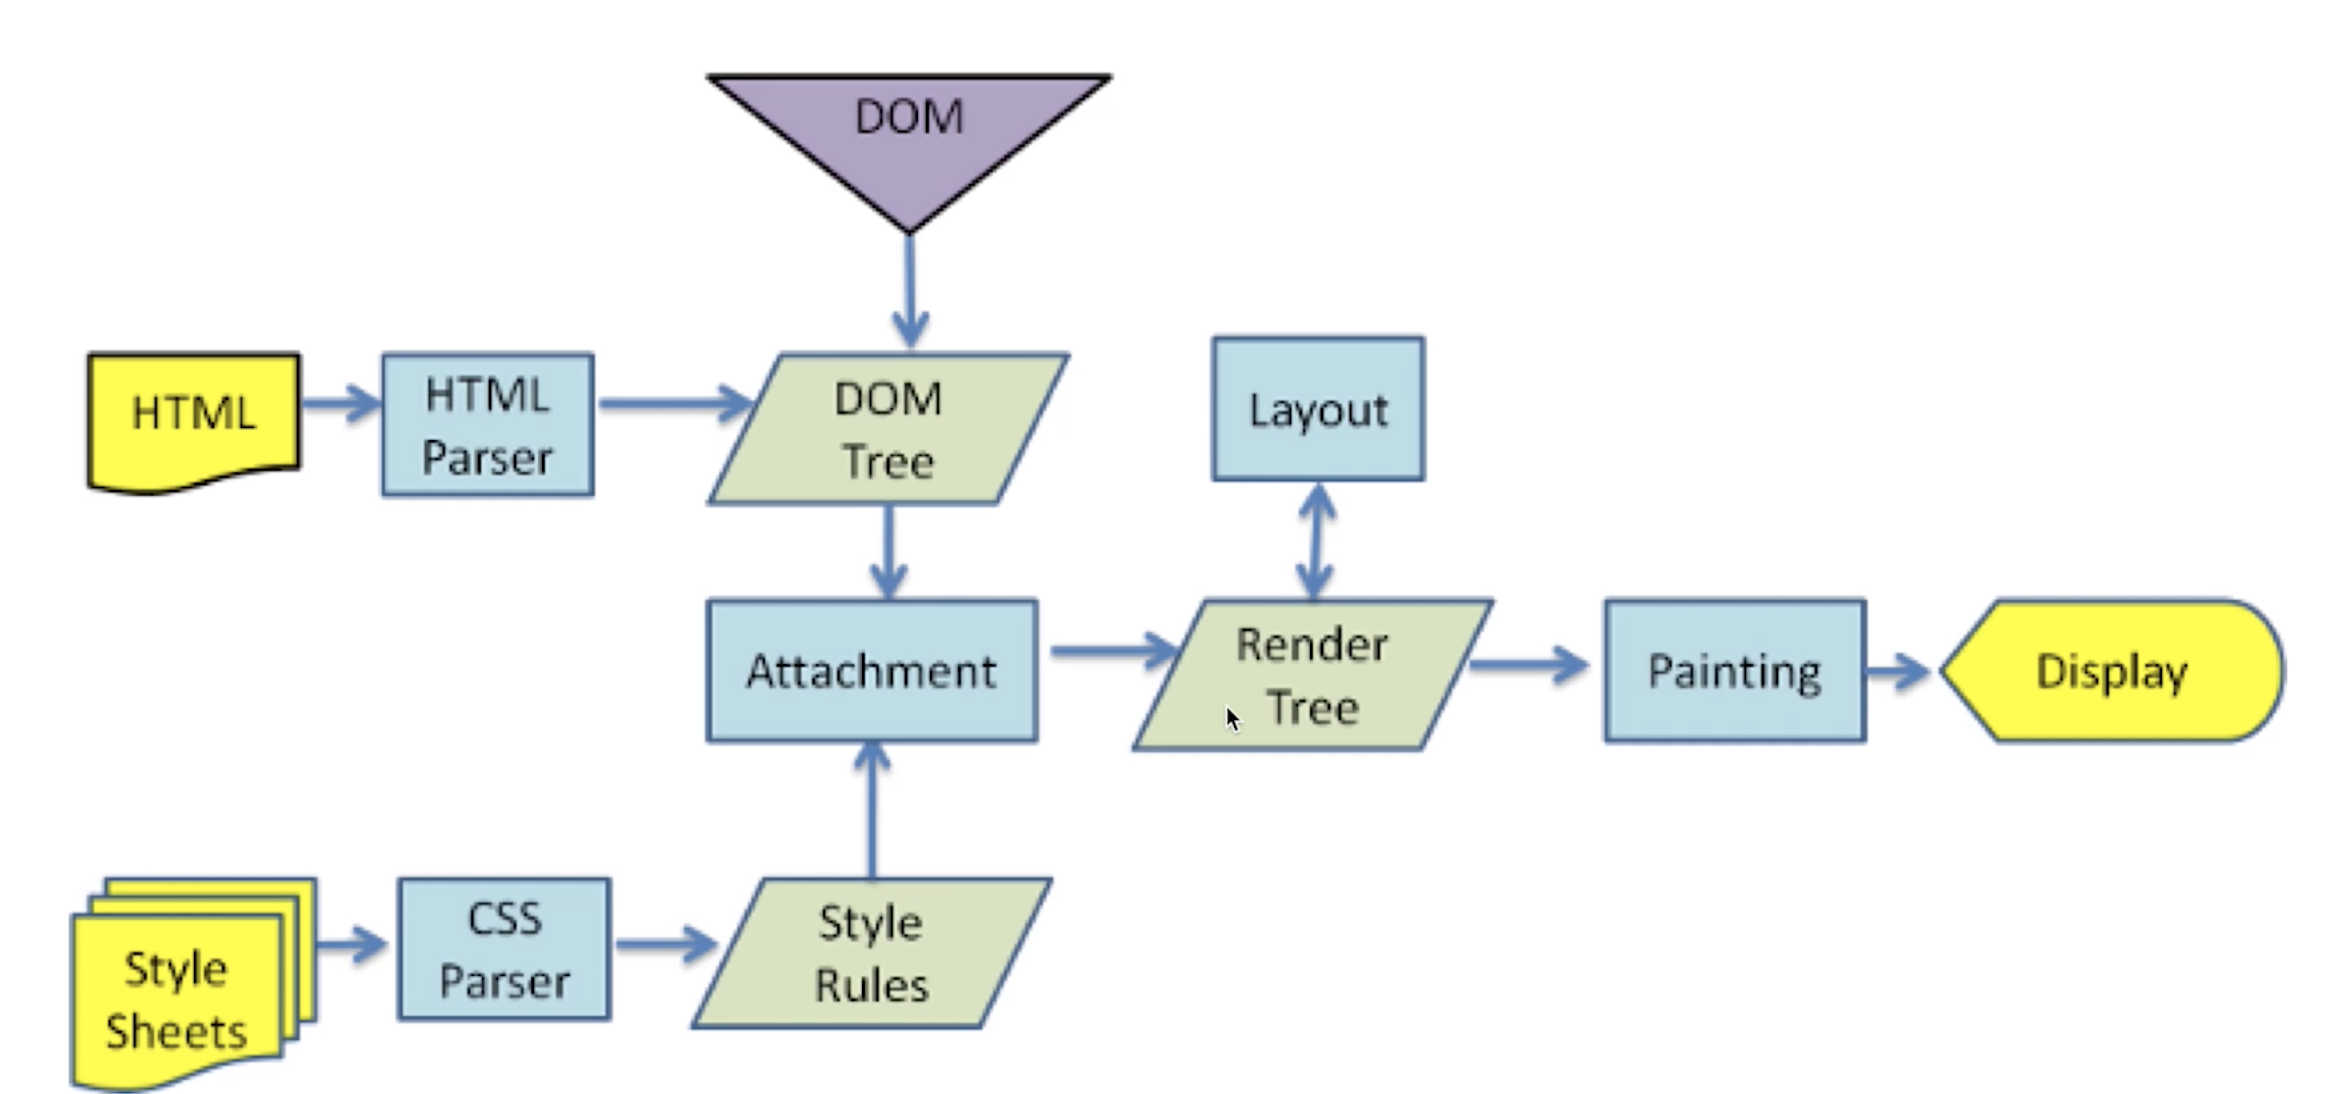 DOM
HTML
HTML
Parser
DOM
Tree
Layout
Attachment
Render
Tree
Painting
Display
Style
Sheets
CSS
Parser
Style
Rules